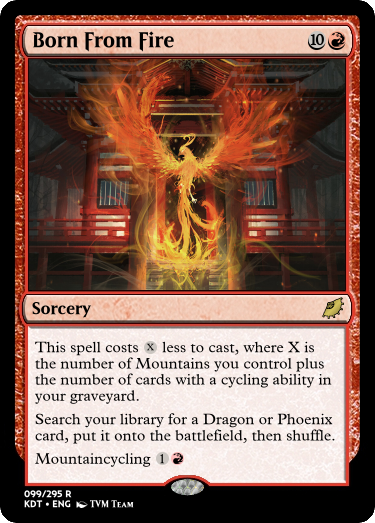 Born From Fire 10
Sorcery
This spell costs X less to cast, where X is
the number of Mountains you control plus
the number of cards with a cycling ability in
your graveyard.
Search your library for a Dragon or Phoenix
card, put it onto the battlefield, then shuffle.
Mountaincycling 1
099/295 R
KDT • ENG TVM Team